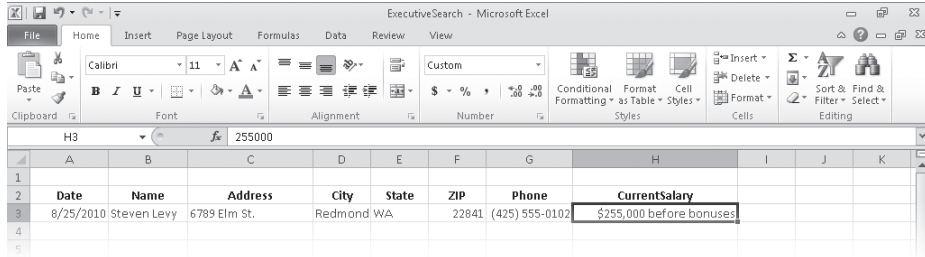 ExecutiveSearch - Microsoft Excel
File Home Insert Page Layout Formulas Data Review View
Calibri 11 A A Custom Insert Σ
Paste Delete
B I U A $ % , .00 .0 Conditional Format Cell Format Sort & Find &
Formatting as Table Styles Filter Select
Clipboard Font Alignment Number Styles Cells Editing
H3 fx 255000
A B C D E F G H I J K
1
2 Date Name Address City State ZIP Phone CurrentSalary
3 8/25/2010 Steven Levy 6789 Elm St. Redmond WA 22841 (425) 555-0102 $255,000 before bonuses
4
5